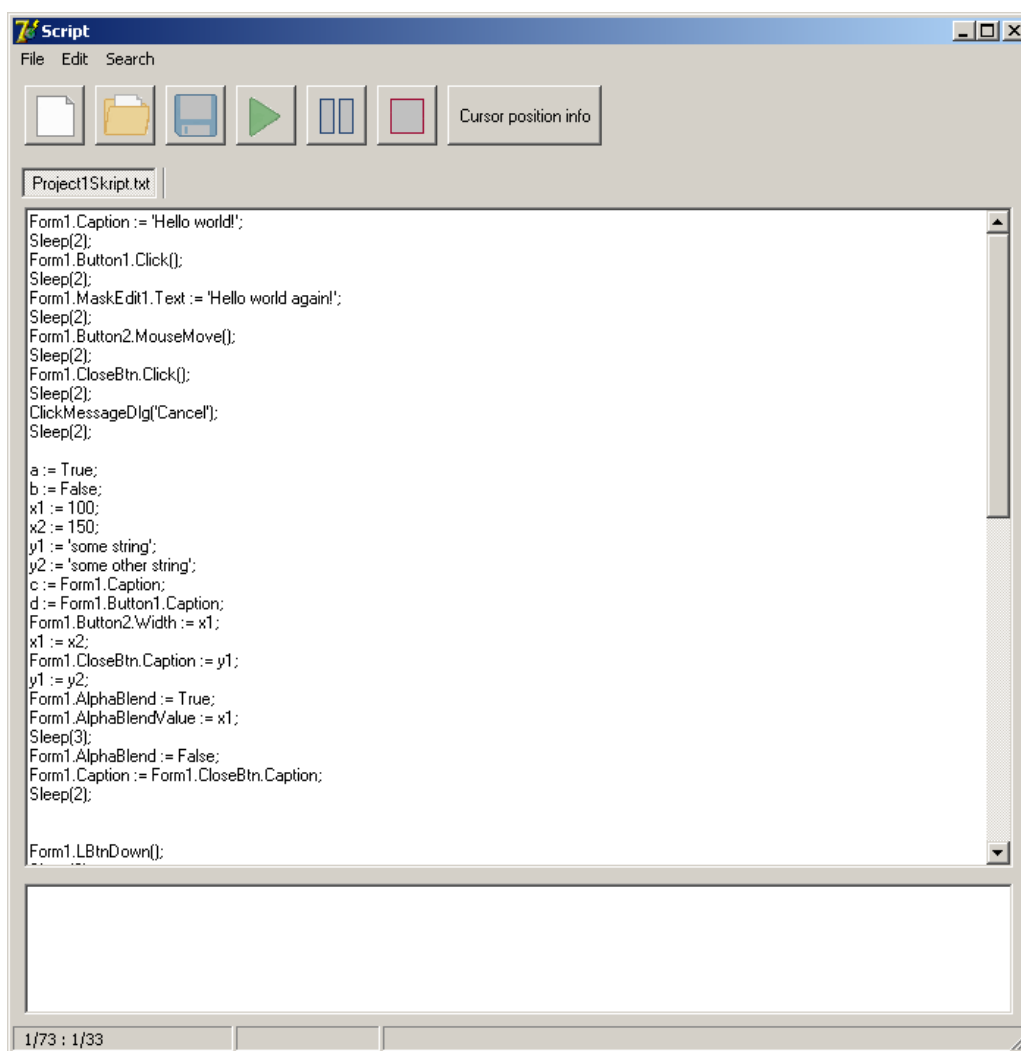 Script
File Edit Search
Cursor position info
Project1Skript.txt
Form1.Caption := 'Hello world!';
Sleep(2);
Form1.Button1.Click();
Sleep(2);
Form1.MaskEdit1.Text := 'Hello world again!';
Sleep(2);
Form1.Button2.MouseMove();
Sleep(2);
Form1.CloseBtn.Click();
Sleep(2);
ClickMessageDlg('Cancel');
Sleep(2);
a := True;
b := False;
x1 := 100;
x2 := 150;
y1 := 'some string';
y2 := 'some other string';
c := Form1.Caption;
d := Form1.Button1.Caption;
Form1.Button2.Width := x1;
x1 := x2;
Form1.CloseBtn.Caption := y1;
y1 := y2;
Form1.AlphaBlend := True;
Form1.AlphaBlendValue := x1;
Sleep(3);
Form1.AlphaBlend := False;
Form1.Caption := Form1.CloseBtn.Caption;
Sleep(2);
Form1.LBtnDown();
1/73 : 1/33